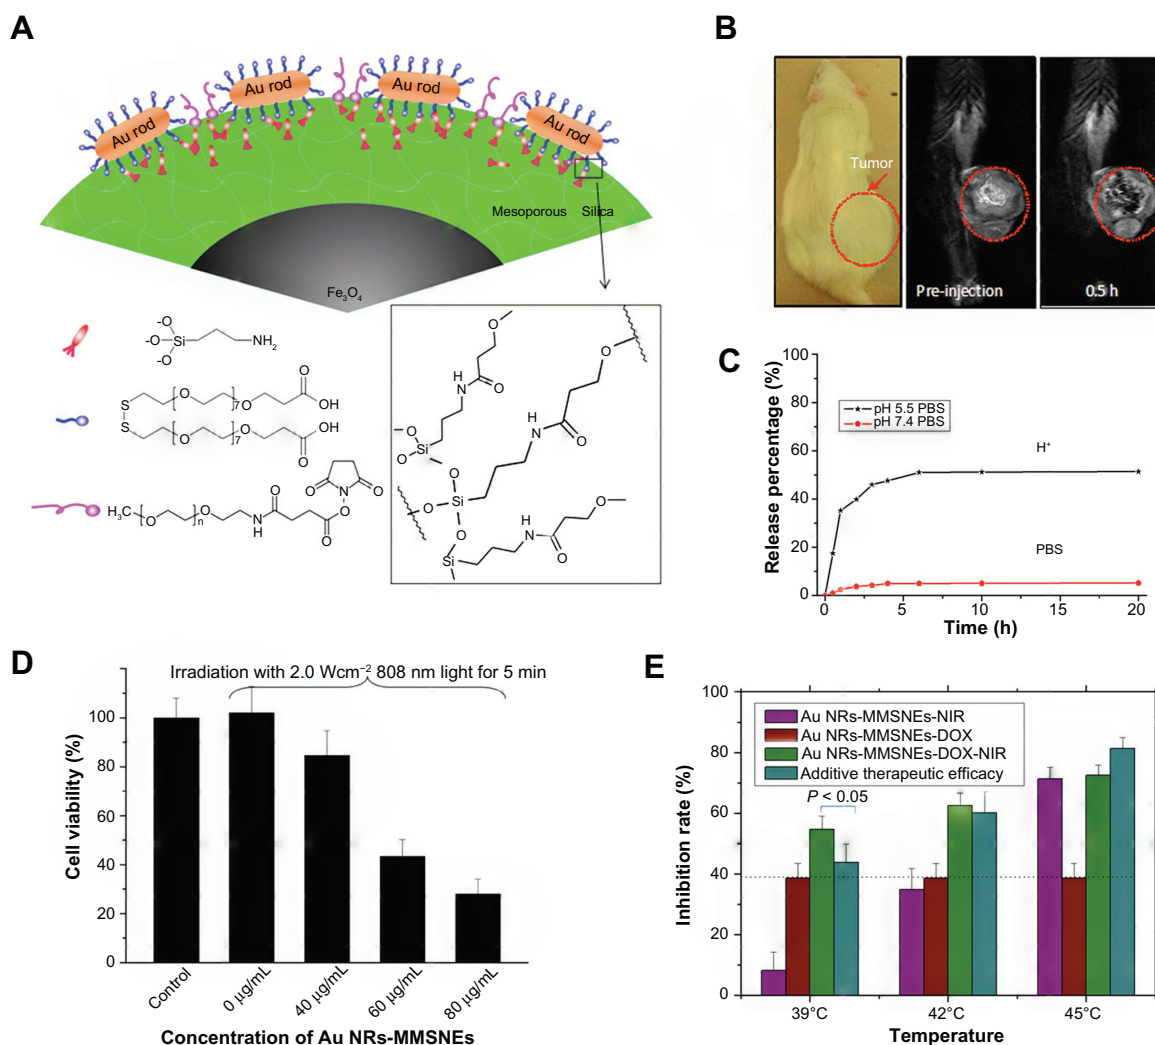 A
Au rod
Au rod
Au rod
Au rod
Mesoporous Silica
Fe3O4
-O
-O Si NH2
-O
S O 7 O O OH
S O 7 O OH O
H3C O n O N H O O O N O O
O
N H O
O
N H O
O
Si
O
O
Si
O
O
Si
H N O
O
B
Tumor
Pre-injection
0.5 h
C
Release percentage (%)
100
80
60
40
20
0
pH 5.5 PBS
pH 7.4 PBS
H+
PBS
0 5 10 15 20
Time (h)
D
Irradiation with 2.0 Wcm−2 808 nm light for 5 min
Cell viability (%)
120
100
80
60
40
20
0
Control 0 µg/mL 40 µg/mL 60 µg/mL 80 µg/mL
Concentration of Au NRs-MMSNEs
E
Inhibition rate (%)
100
80
60
40
20
0
Au NRs-MMSNEs-NIR
Au NRs-MMSNEs-DOX
Au NRs-MMSNEs-DOX-NIR
Additive therapeutic efficacy
P < 0.05
39°C 42°C 45°C
Temperature